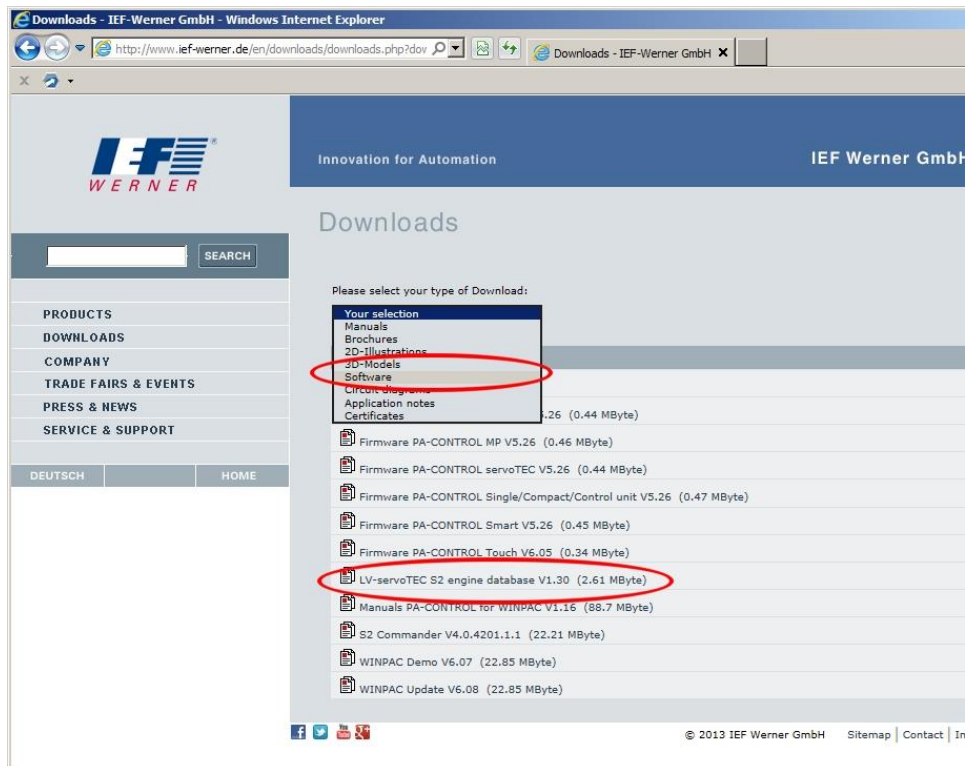 Downloads - IEF-Werner GmbH - Windows Internet Explorer
http://www.ief-werner.de/en/downloads/downloads.php?dov
Downloads - IEF-Werner GmbH
IEF
WERNER
Innovation for Automation
IEF Werner GmbH
Downloads
SEARCH
Please select your type of Download:
Your selection
Manuals
Brochures
2D-Illustrations
3D-Models
Software
Circuit diagrams
Application notes
Certificates
PRODUCTS
DOWNLOADS
COMPANY
TRADE FAIRS & EVENTS
PRESS & NEWS
SERVICE & SUPPORT
DEUTSCH
HOME
5.26 (0.44 MByte)
Firmware PA-CONTROL MP V5.26 (0.46 MByte)
Firmware PA-CONTROL servoTEC V5.26 (0.44 MByte)
Firmware PA-CONTROL Single/Compact/Control unit V5.26 (0.47 MByte)
Firmware PA-CONTROL Smart V5.26 (0.45 MByte)
Firmware PA-CONTROL Touch V6.05 (0.34 MByte)
LV-servoTEC S2 engine database V1.30 (2.61 MByte)
Manuals PA-CONTROL for WINPAC V1.16 (88.7 MByte)
S2 Commander V4.0.4201.1.1 (22.21 MByte)
WINPAC Demo V6.07 (22.85 MByte)
WINPAC Update V6.08 (22.85 MByte)
© 2013 IEF Werner GmbH Sitemap | Contact | In